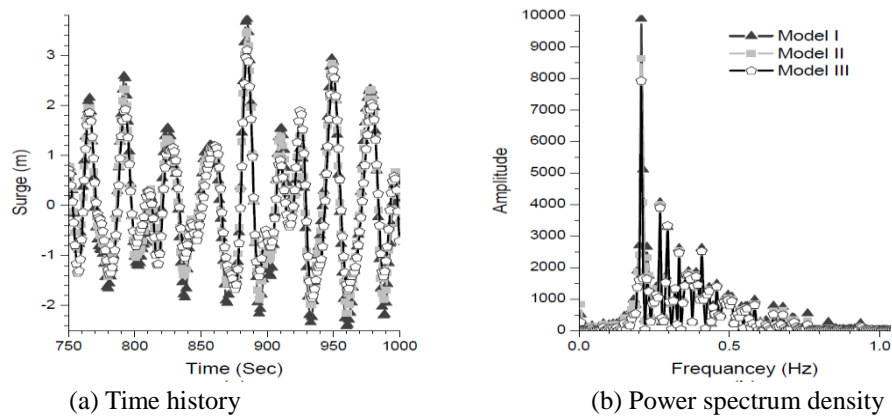 3
2
1
0
-1
-2
Surge (m)
750 800 850 900 950 1000
Time (Sec)
(a) Time history
10000
9000
8000
7000
6000
5000
4000
3000
2000
1000
0
Amplitude
Model I
Model II
Model III
0.0 0.5 1.0
Frequancey (Hz)
(b) Power spectrum density